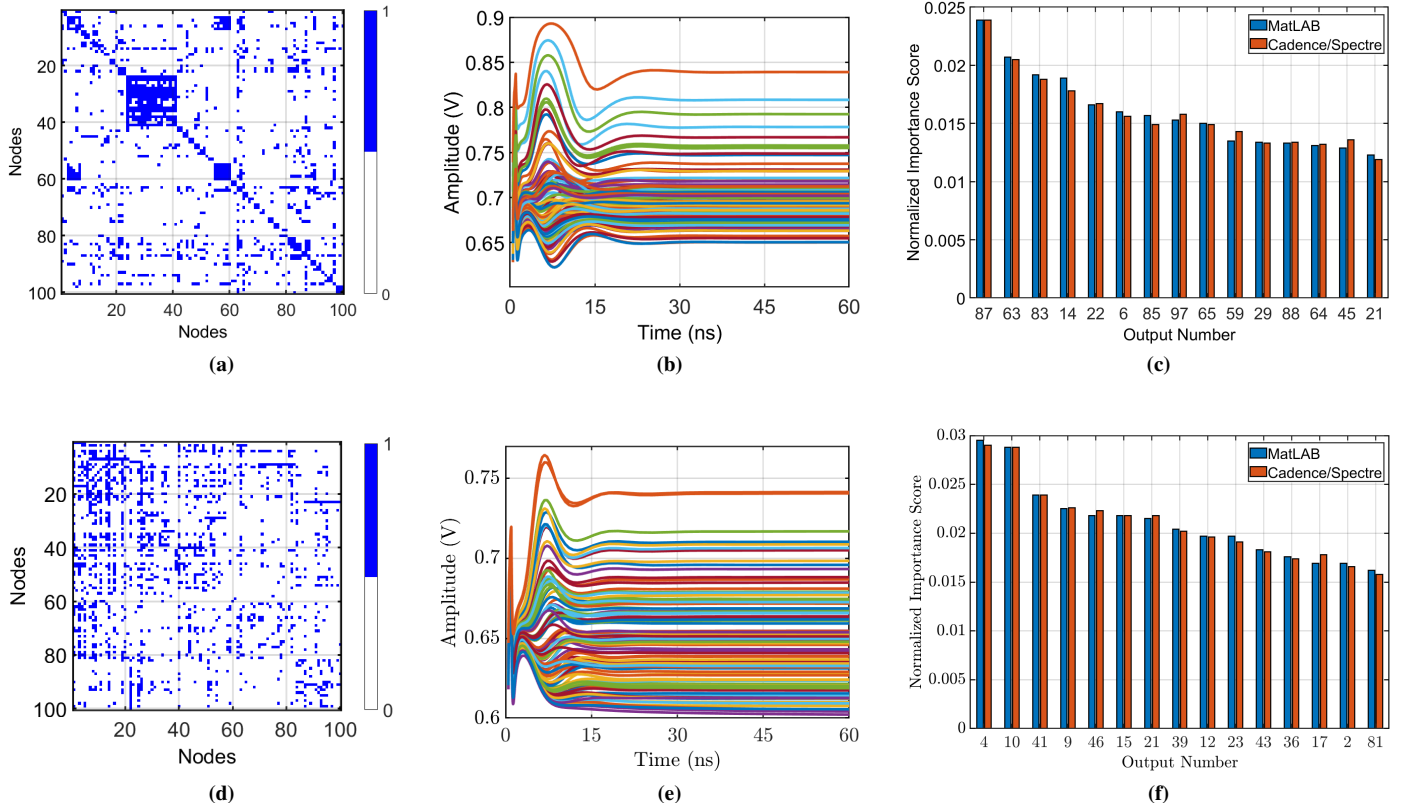 1
20
40
60
80
100
Nodes
20 40 60 80 100
Nodes
0
(a)
0.9
0.85
0.8
0.75
0.7
0.65
Amplitude (V)
0 15 30 45 60
Time (ns)
(b)
0.025
0.02
0.015
0.01
0.005
0
Normalized Importance Score
MatLAB
Cadence/Spectre
87 63 83 14 22 6 85 97 65 59 29 88 64 45 21
Output Number
(c)
1
20
40
60
80
100
Nodes
20 40 60 80 100
Nodes
0
(d)
0.75
0.7
0.65
0.6
Amplitude (V)
0 15 30 45 60
Time (ns)
(e)
0.03
0.025
0.02
0.015
0.01
0.005
0
Normalized Importance Score
MatLAB
Cadence/Spectre
4 10 41 9 46 15 21 39 12 23 43 36 17 2 81
Output Number
(f)